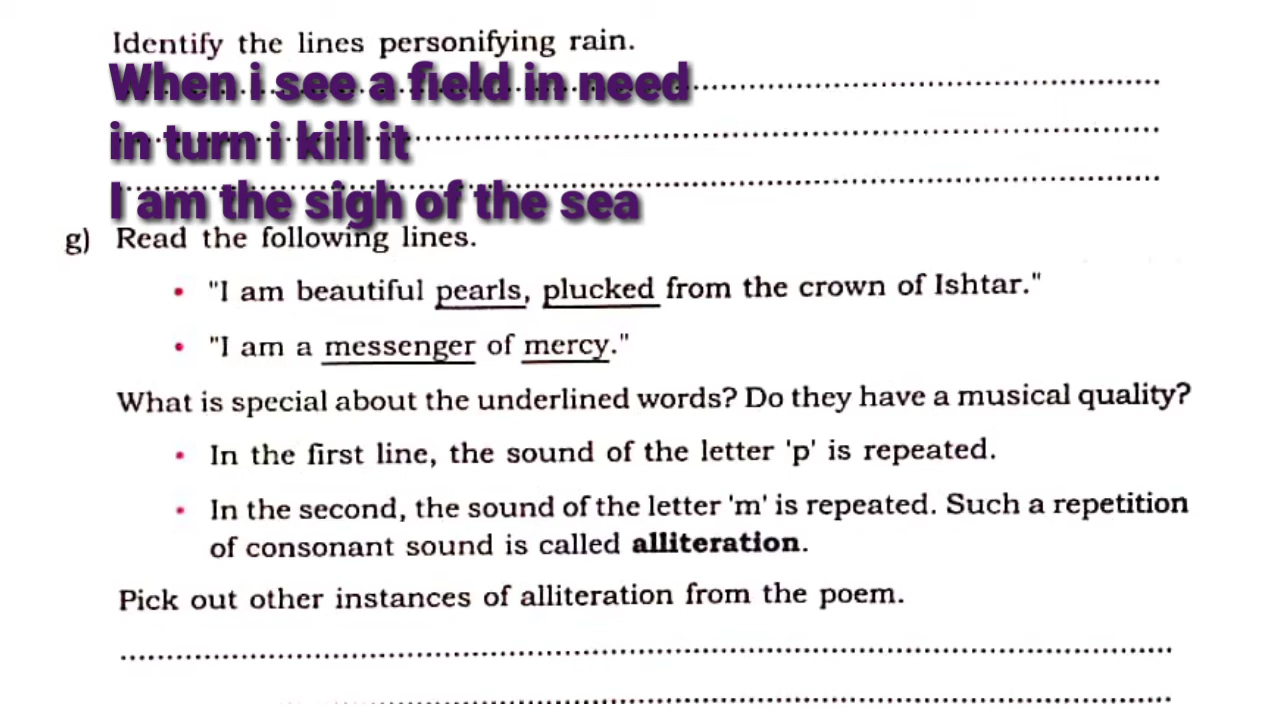 Identify the lines personifying rain.
When i see a field in need
in turn i kill it
I am the sigh of the sea
g) Read the following lines.
• "I am beautiful pearls, plucked from the crown of Ishtar."
• "I am a messenger of mercy."
What is special about the underlined words? Do they have a musical quality?
• In the first line, the sound of the letter 'p' is repeated.
• In the second, the sound of the letter 'm' is repeated. Such a repetition
of consonant sound is called alliteration.
Pick out other instances of alliteration from the poem.